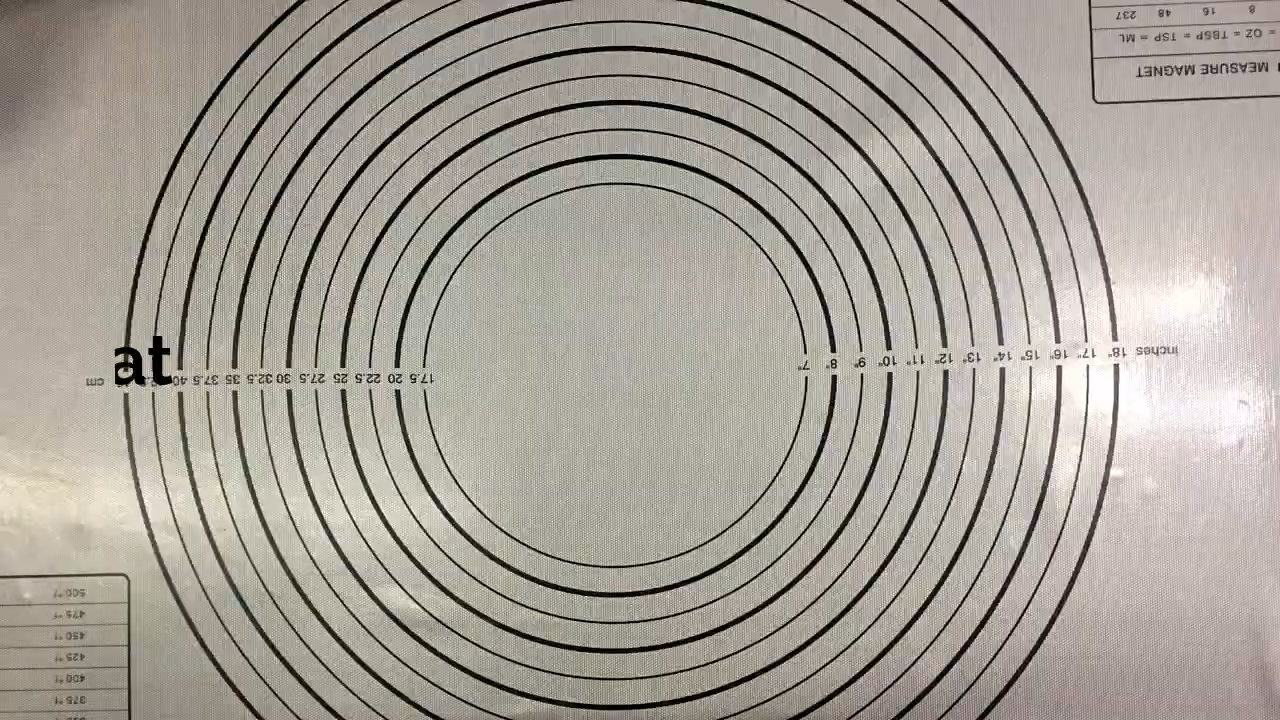 8 16 48 237
= OZ = TBSP = TSP = ML
MEASURE MAGNET
at
inches 18" 17" 16" 15" 14" 13" 12" 11" 10" 9" 8" 7"
17.5 20 22.5 25 27.5 30 32.5 35 37.5 40 cm
500 °f
475 °f
450 °f
425 °f
400 °f
375 °f